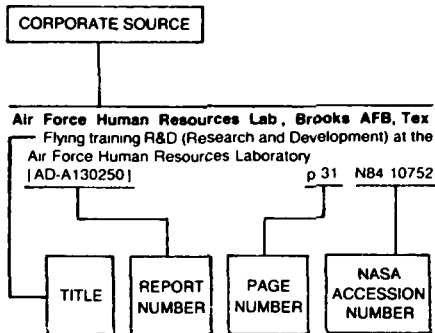 CORPORATE SOURCE
Air Force Human Resources Lab, Brooks AFB, Tex
Flying training R&D (Research and Development) at the
Air Force Human Resources Laboratory
[AD-A130250] p 31 N84 10752
TITLE
REPORT NUMBER
PAGE NUMBER
NASA ACCESSION NUMBER